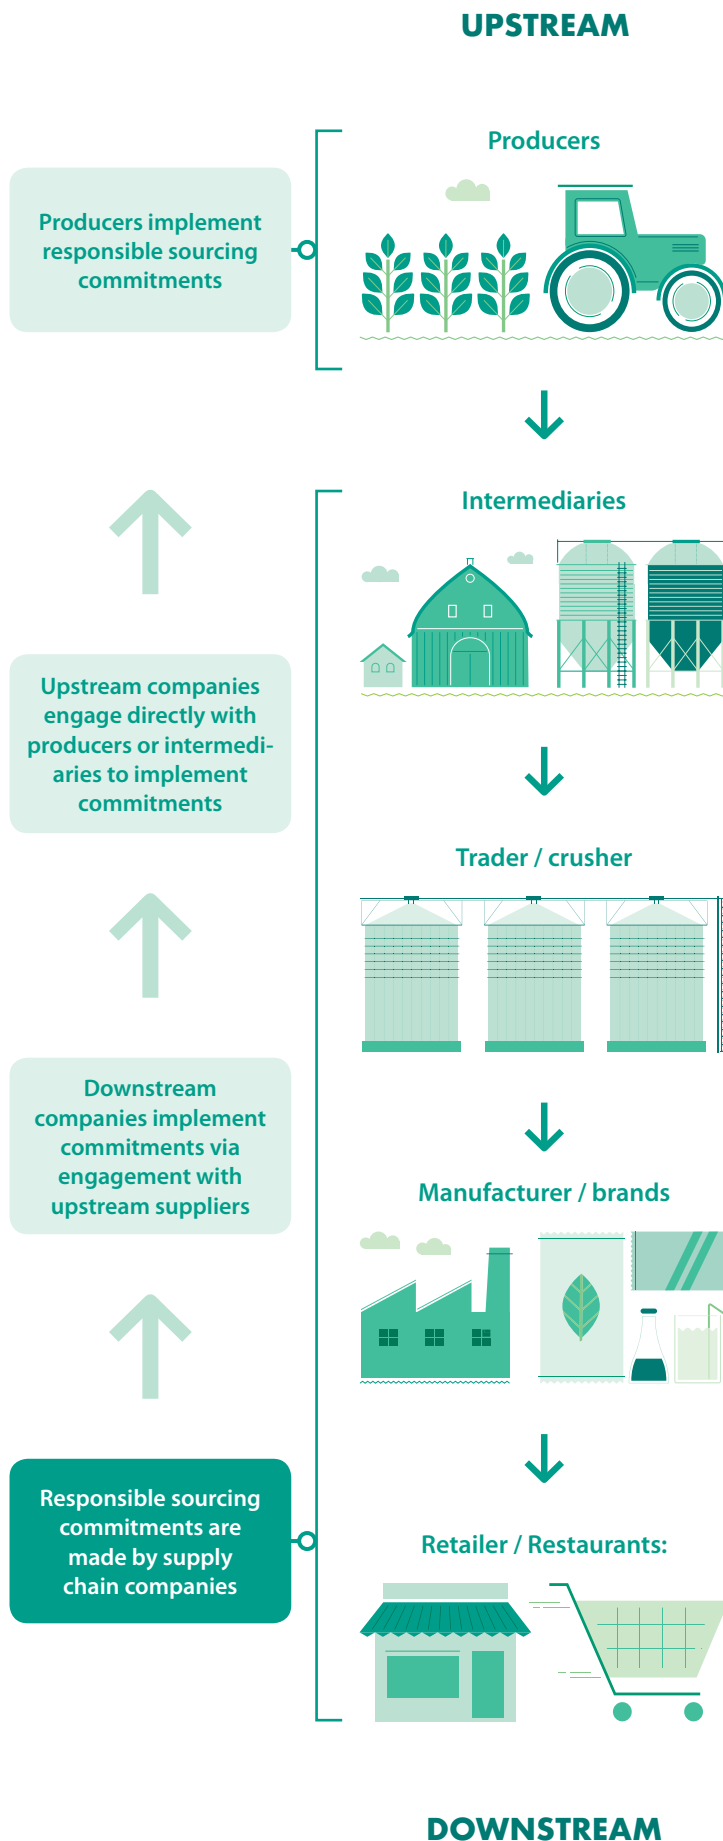 UPSTREAM
Producers
Producers implement
responsible sourcing
commitments
Intermediaries
Upstream companies
engage directly with
producers or intermedi-
aries to implement
commitments
Trader / crusher
Downstream
companies implement
commitments via
engagement with
upstream suppliers
Manufacturer / brands
Responsible sourcing
commitments are
made by supply
chain companies
Retailer / Restaurants:
DOWNSTREAM